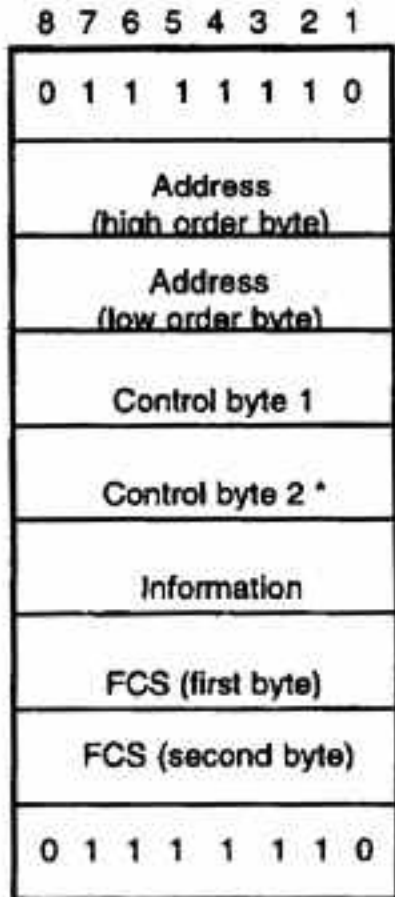 8 7 6 5 4 3 2 1
0 1 1 1 1 1 1 0
Address
(high order byte)
Address
(low order byte)
Control byte 1
Control byte 2 *
Information
FCS (first byte)
FCS (second byte)
0 1 1 1 1 1 1 0